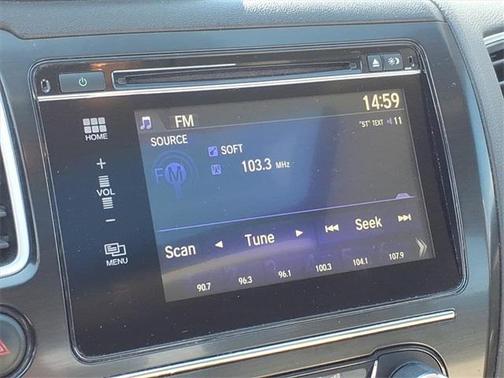 14:59
FM
"ST" TEXT 11
SOURCE
SOFT
FM
103.3 MHz
HOME
+
VOL
−
MENU
Scan Tune Seek
90.7 96.3 96.1 100.3 104.1 107.9